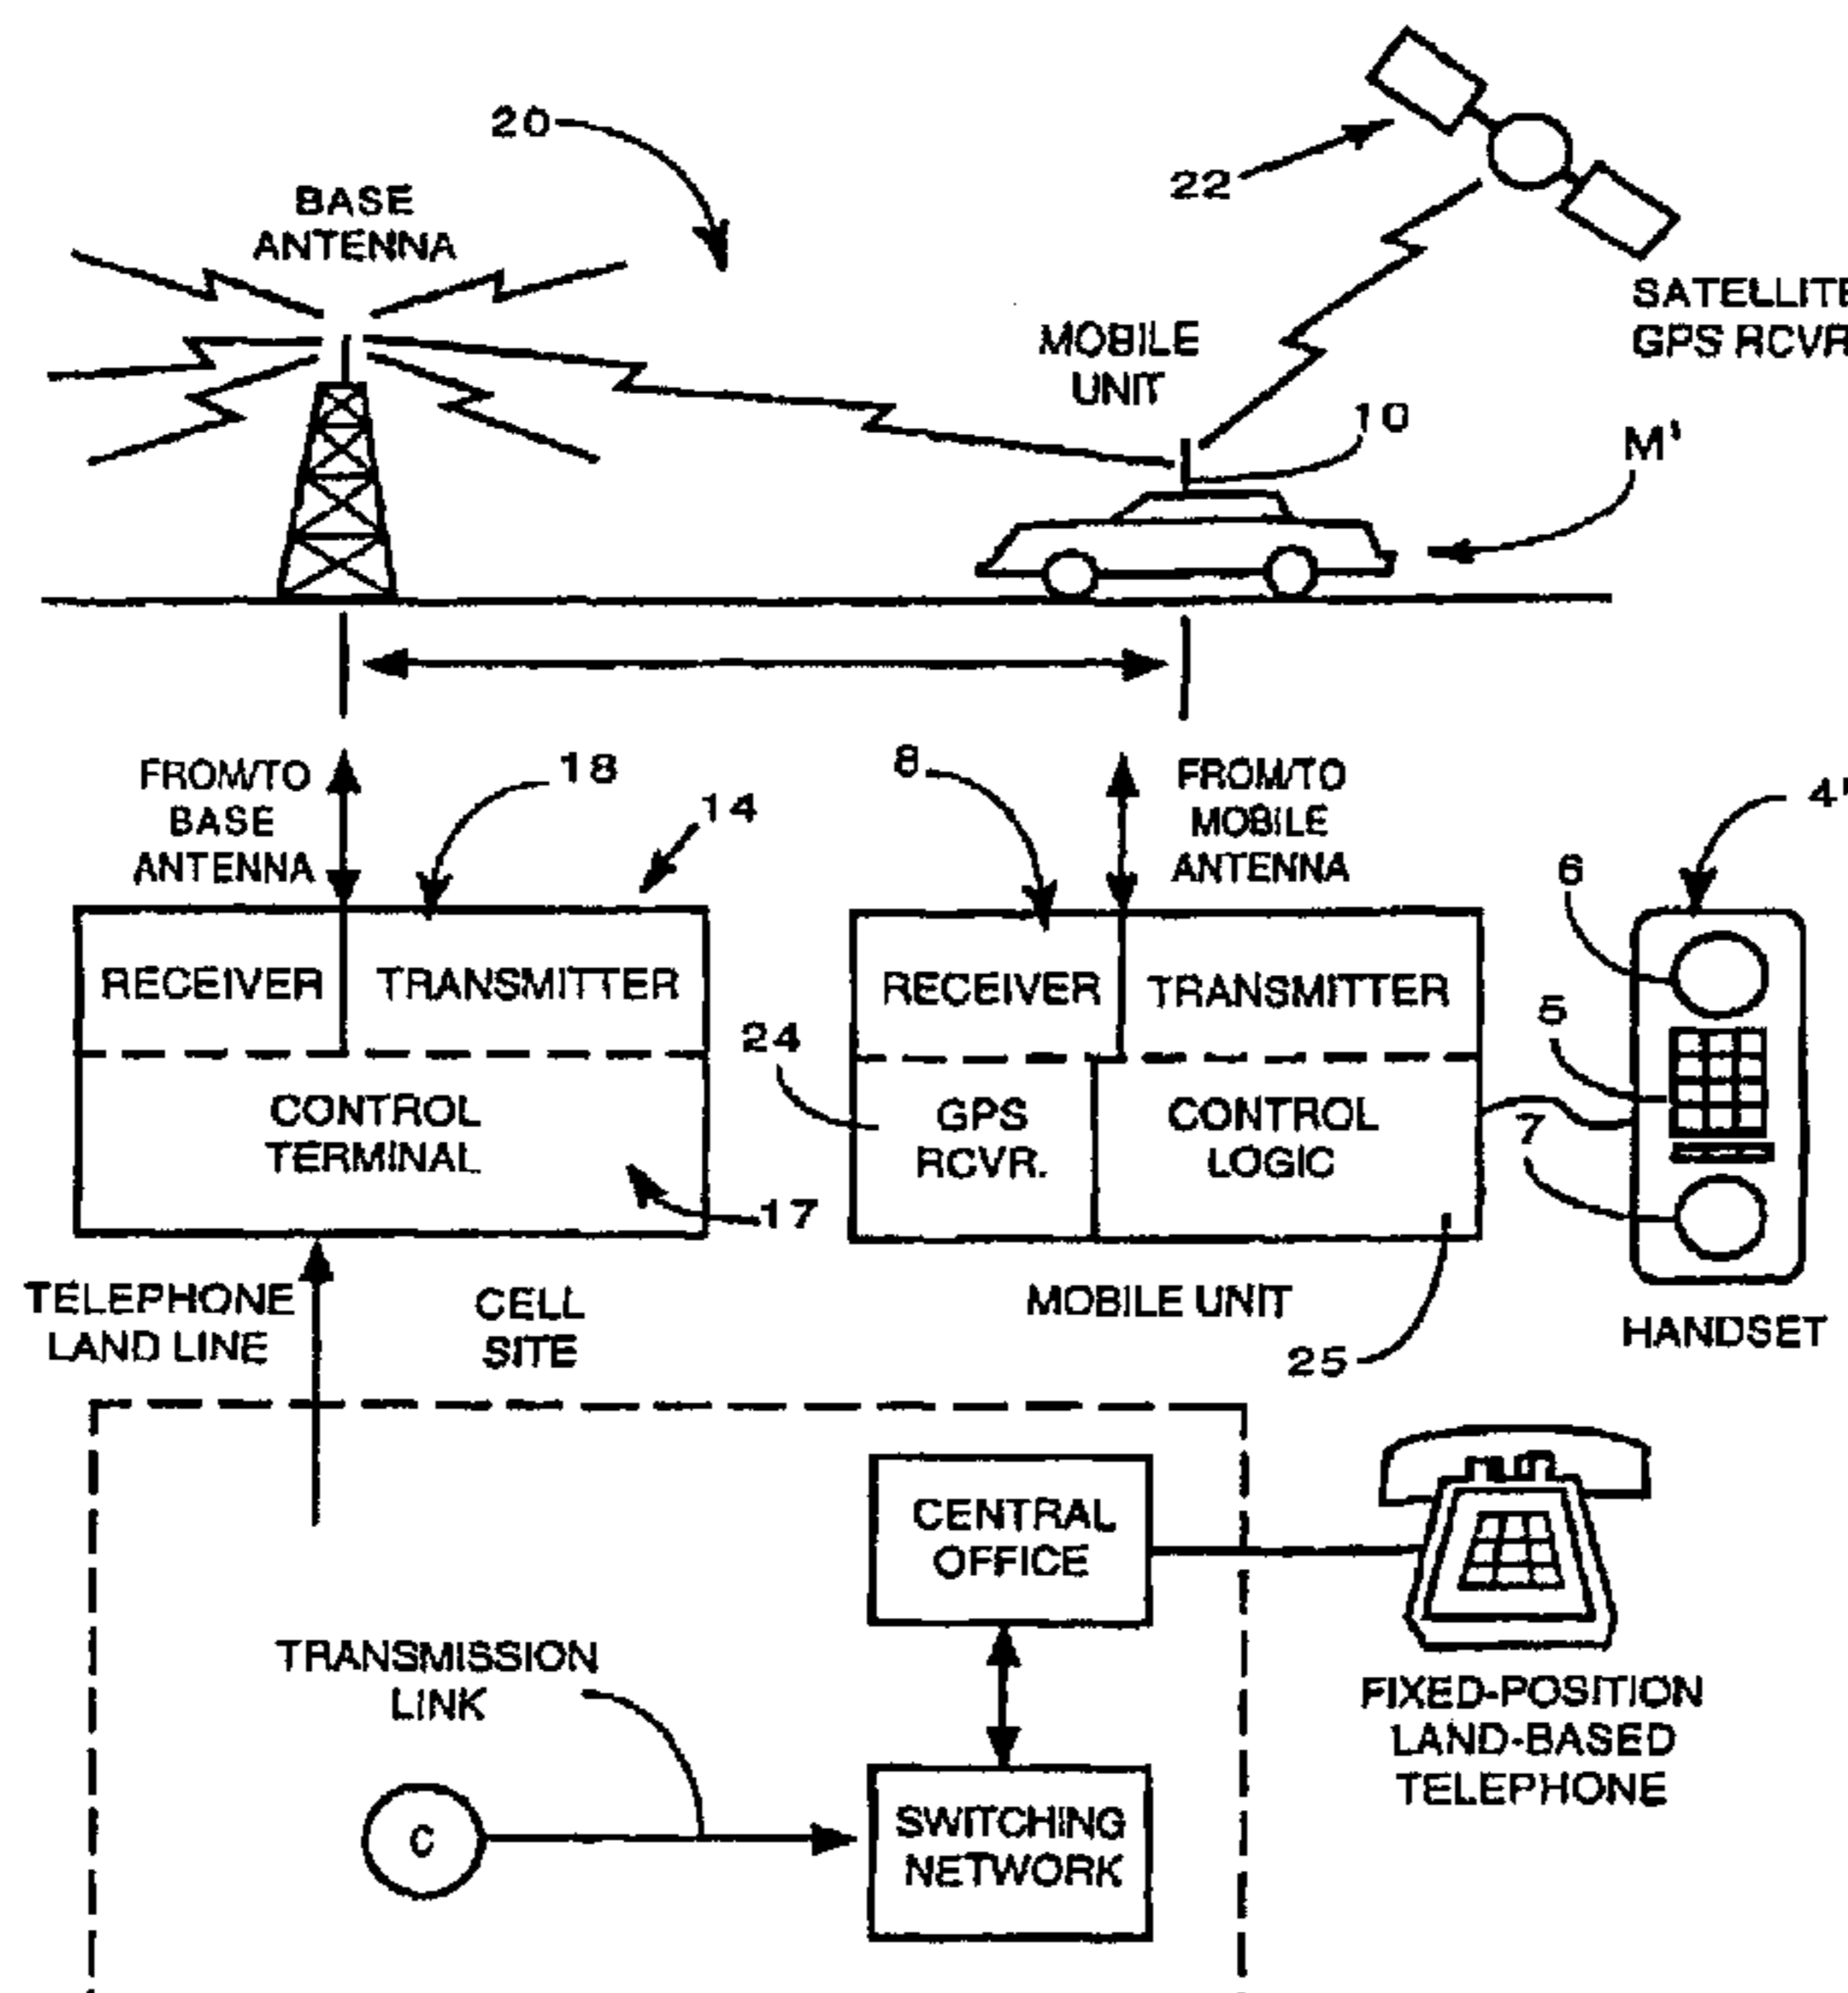 20
BASE
ANTENNA
22
SATELLITE
GPS RCVR
MOBILE
UNIT
10
M'
FROM/TO
BASE
ANTENNA
18
14
8
FROM/TO
MOBILE
ANTENNA
4'
6
5
7
RECEIVER
TRANSMITTER
CONTROL
TERMINAL
17
24
RECEIVER
TRANSMITTER
GPS
RCVR.
CONTROL
LOGIC
TELEPHONE
LAND LINE
CELL
SITE
MOBILE UNIT
25
HANDSET
CENTRAL
OFFICE
TRANSMISSION
LINK
C
SWITCHING
NETWORK
FIXED-POSITION
LAND-BASED
TELEPHONE